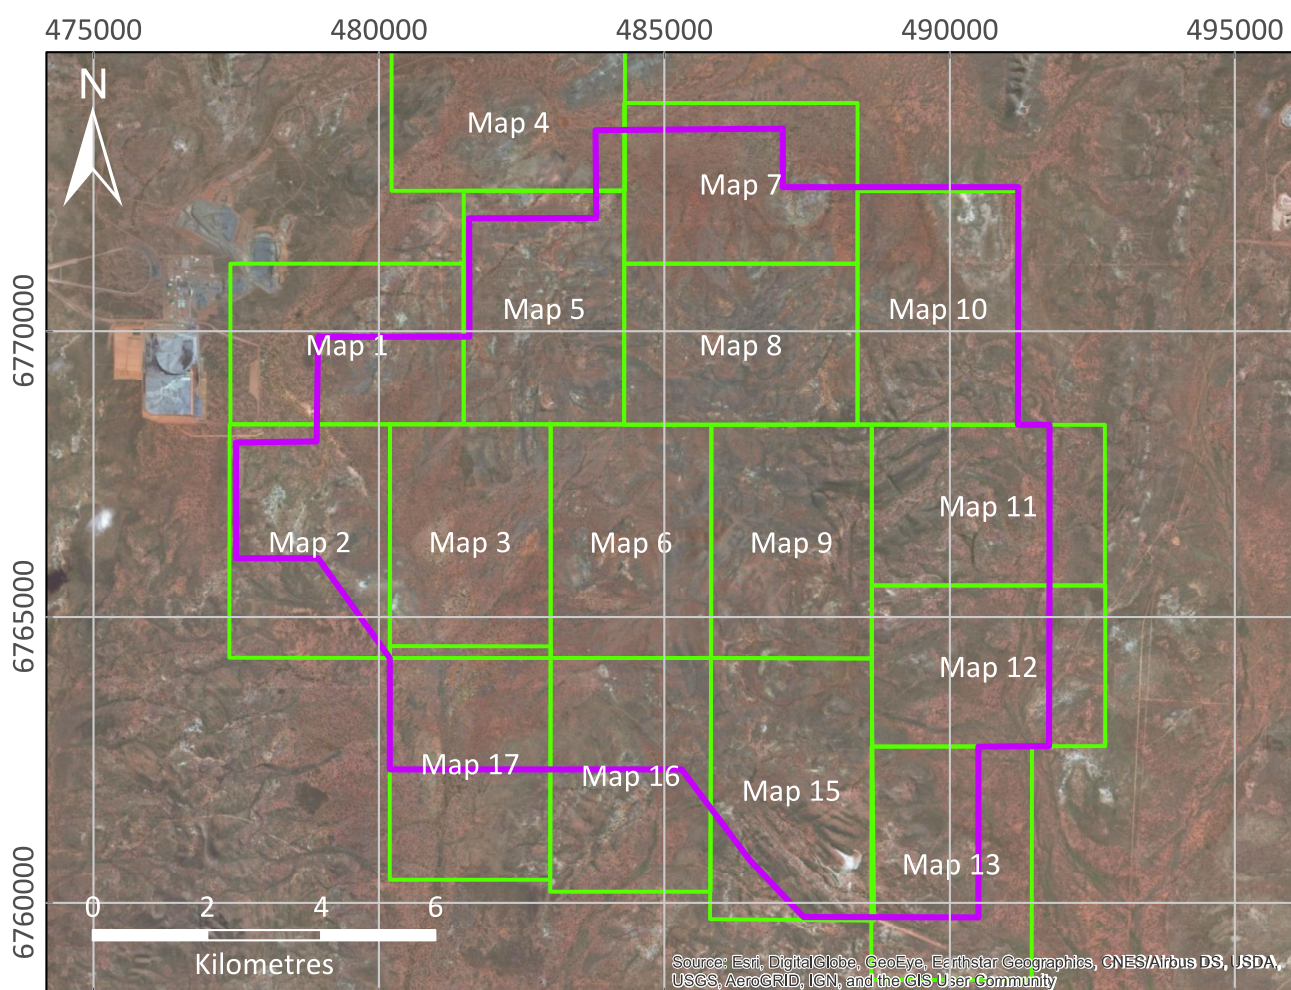 475000 480000 485000 490000 495000
N
Map 4
Map 7
6770000
Map 5
Map 10
Map 1
Map 8
Map 11
Map 2
Map 3
Map 6
Map 9
6765000
Map 12
Map 17
Map 16
Map 15
Map 13
6760000
0 2 4 6
Kilometres
Source: Esri, DigitalGlobe, GeoEye, Earthstar Geographics, CNES/Airbus DS, USDA,
USGS, AeroGRID, IGN, and the GIS User Community